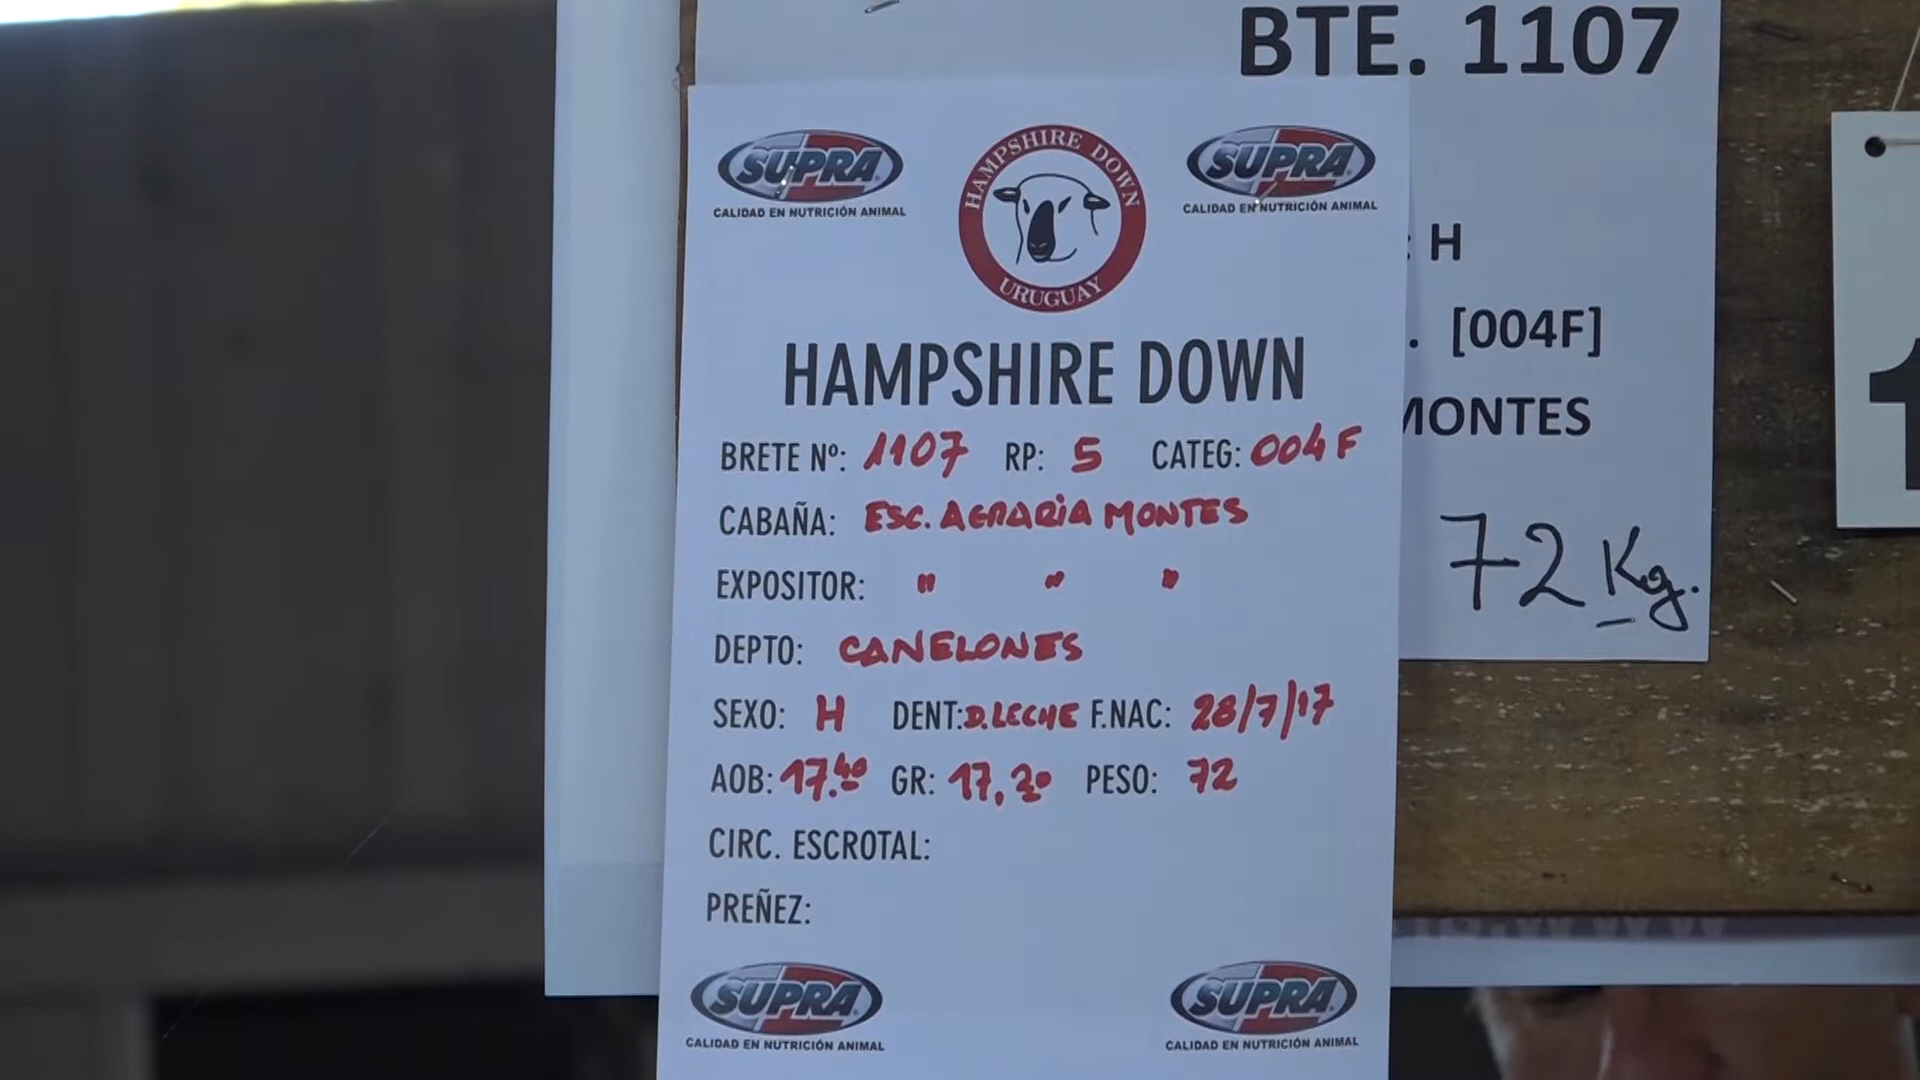 BTE. 1107
SUPRA
CALIDAD EN NUTRICIÓN ANIMAL
HAMPSHIRE DOWN
URUGUAY
SUPRA
CALIDAD EN NUTRICIÓN ANIMAL
: H
. [004F]
MONTES
72 Kg.
HAMPSHIRE DOWN
BRETE Nº: 1107 RP: 5 CATEG: 004F
CABAÑA: ESC. AGRARIA MONTES
EXPOSITOR: " " "
DEPTO: CANELONES
SEXO: H DENT: D.LECHE F.NAC: 28/7/17
AOB: 17.40 GR: 17,20 PESO: 72
CIRC. ESCROTAL:
PREÑEZ:
SUPRA
CALIDAD EN NUTRICIÓN ANIMAL
SUPRA
CALIDAD EN NUTRICIÓN ANIMAL